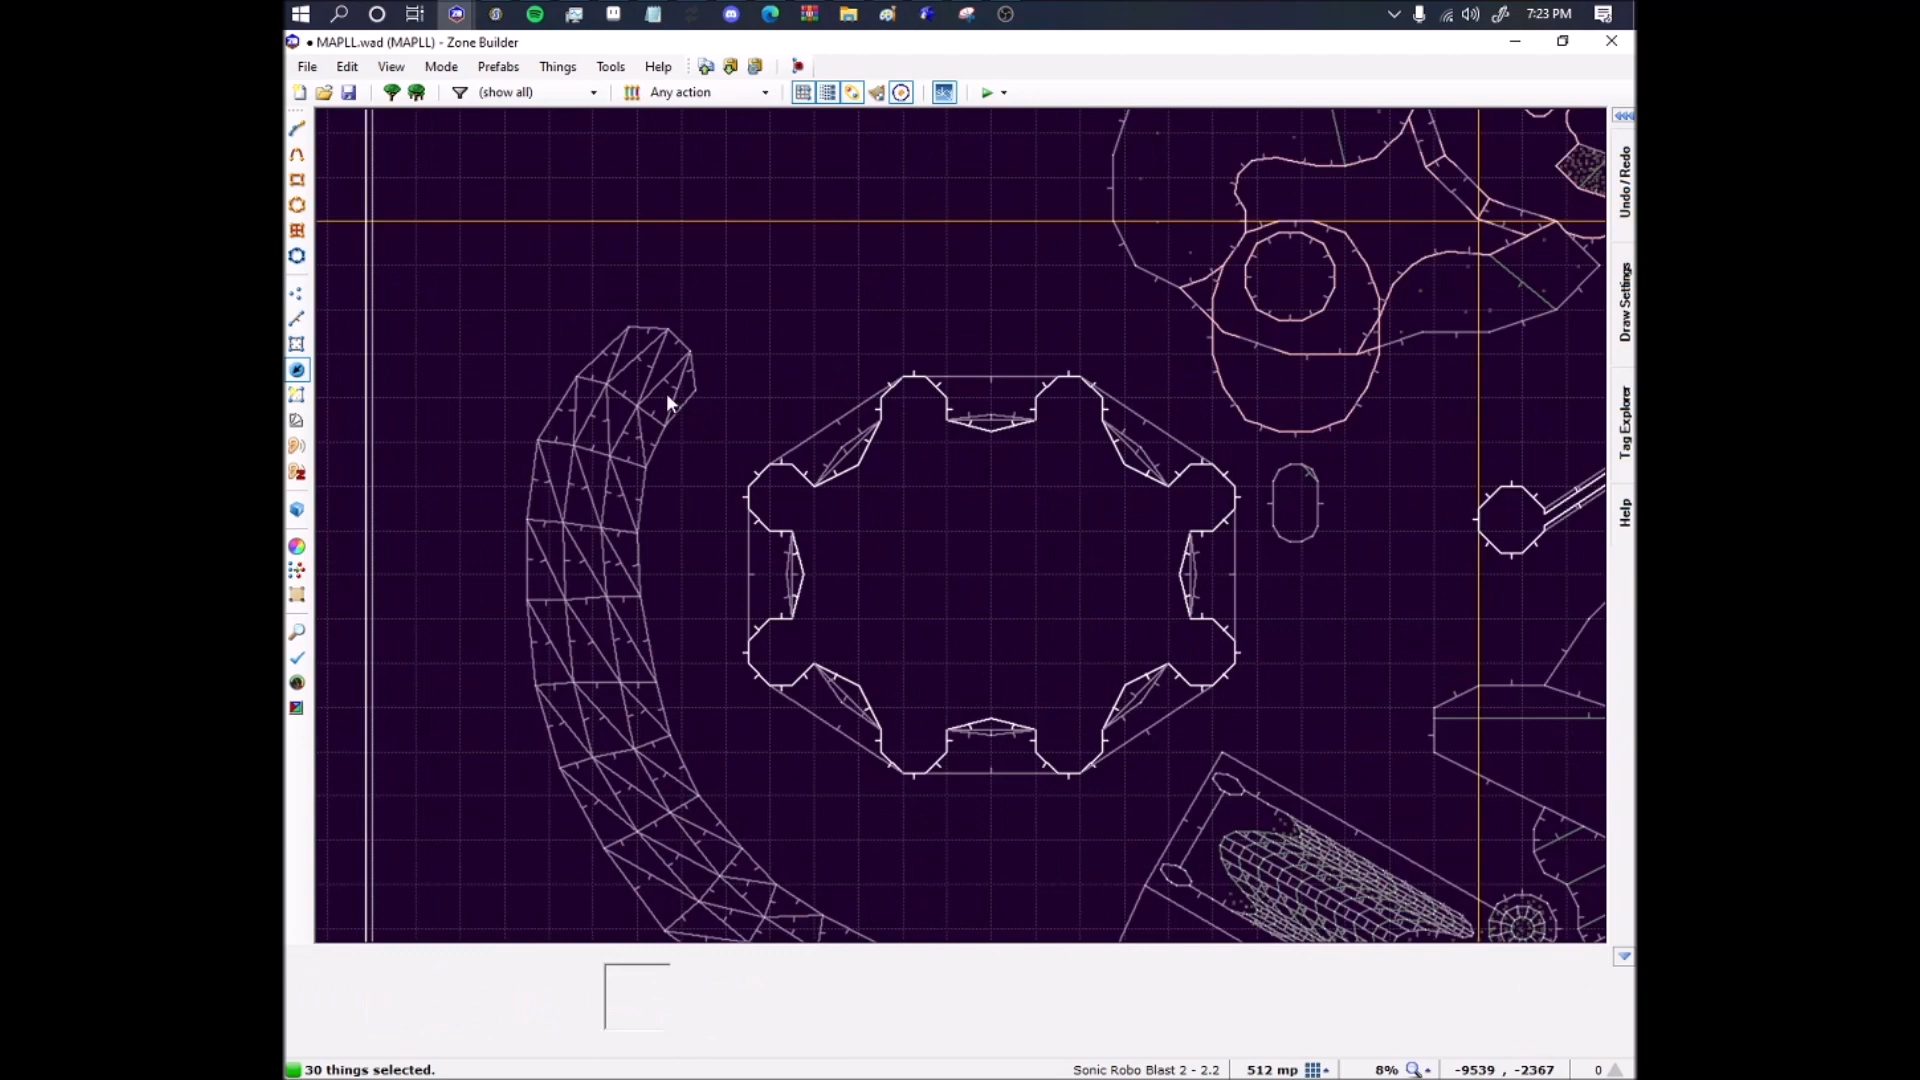 7:23 PM
• MAPLL.wad (MAPLL) - Zone Builder
File Edit View Mode Prefabs Things Tools Help
(show all) Any action
sky
Undo / Redo
Draw Settings
Tag Explorer
Help
30 things selected.
Sonic Robo Blast 2 - 2.2 512 mp 8% -9539 , -2367 0